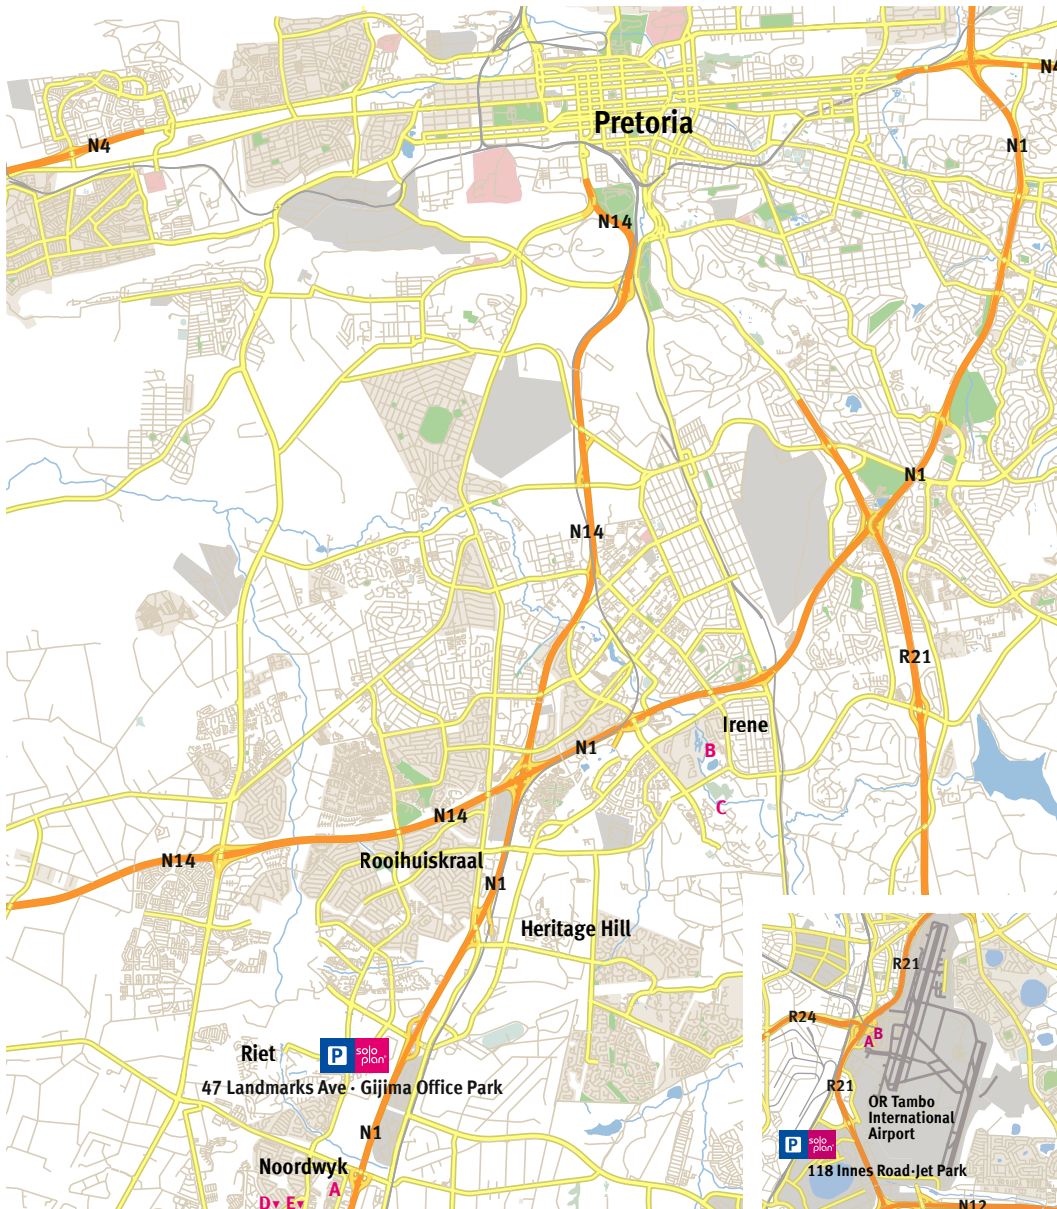 N4
Pretoria
N4
N1
N14
N1
N14
R21
Irene
N1
B
C
N14
N14
Rooihuiskraal
N1
Heritage Hill
R21
R24
B
A
Riet
P
solo
plan®
47 Landmarks Ave · Gijima Office Park
R21
OR Tambo
International
Airport
N1
P
solo
plan®
118 Innes Road·Jet Park
Noordwyk
A
D▾ E▾
N12